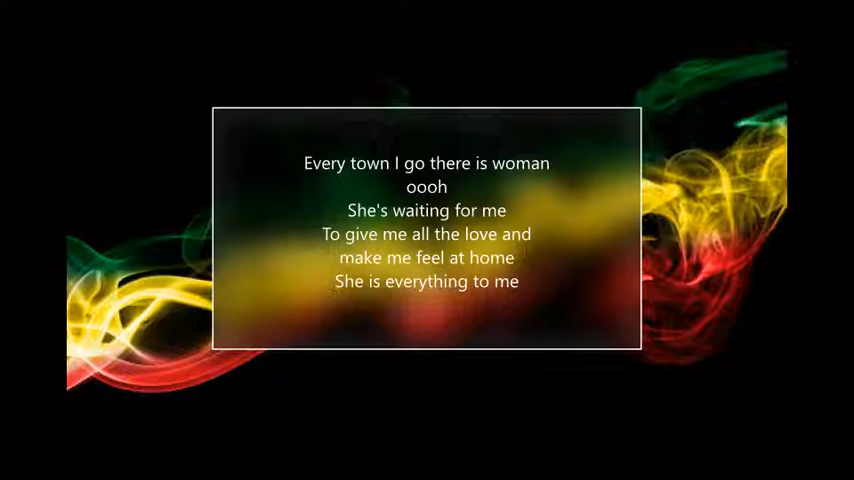 Every town I go there is woman
oooh
She's waiting for me
To give me all the love and
make me feel at home
She is everything to me